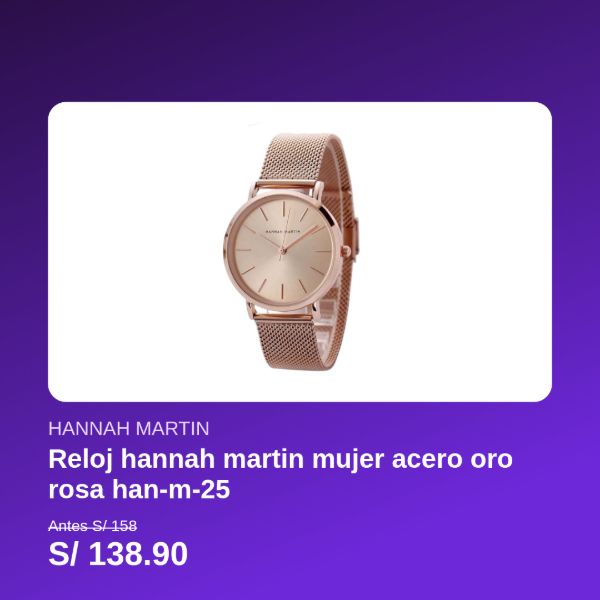 HANNAH MARTIN
HANNAH MARTIN
Reloj hannah martin mujer acero oro
rosa han-m-25
Antes S/ 158
S/ 138.90